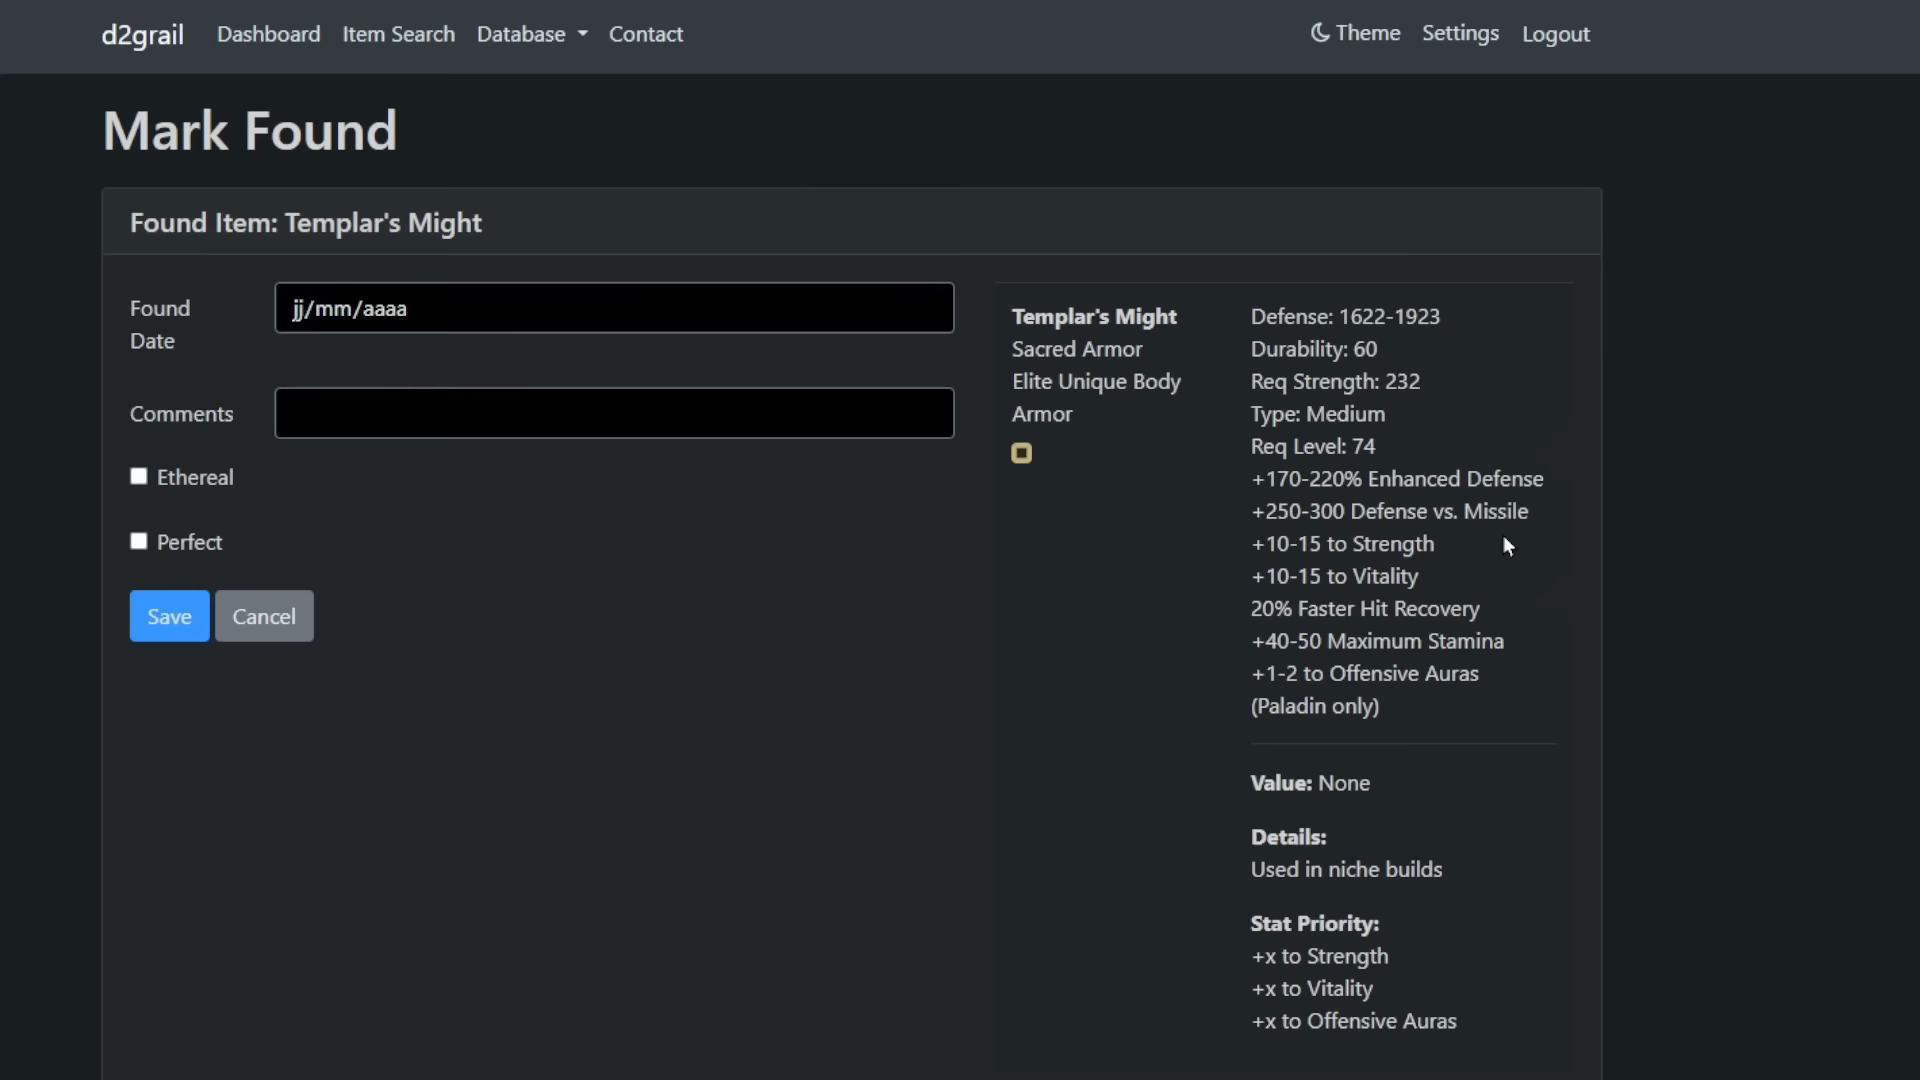 d2grail Dashboard Item Search Database Contact Theme Settings Logout
Mark Found
Found Item: Templar's Might
Found
Date
jj/mm/aaaa
Comments
Ethereal
Perfect
Save Cancel
Templar's Might
Sacred Armor
Elite Unique Body
Armor
Defense: 1622-1923
Durability: 60
Req Strength: 232
Type: Medium
Req Level: 74
+170-220% Enhanced Defense
+250-300 Defense vs. Missile
+10-15 to Strength
+10-15 to Vitality
20% Faster Hit Recovery
+40-50 Maximum Stamina
+1-2 to Offensive Auras
(Paladin only)
Value: None
Details:
Used in niche builds
Stat Priority:
+x to Strength
+x to Vitality
+x to Offensive Auras